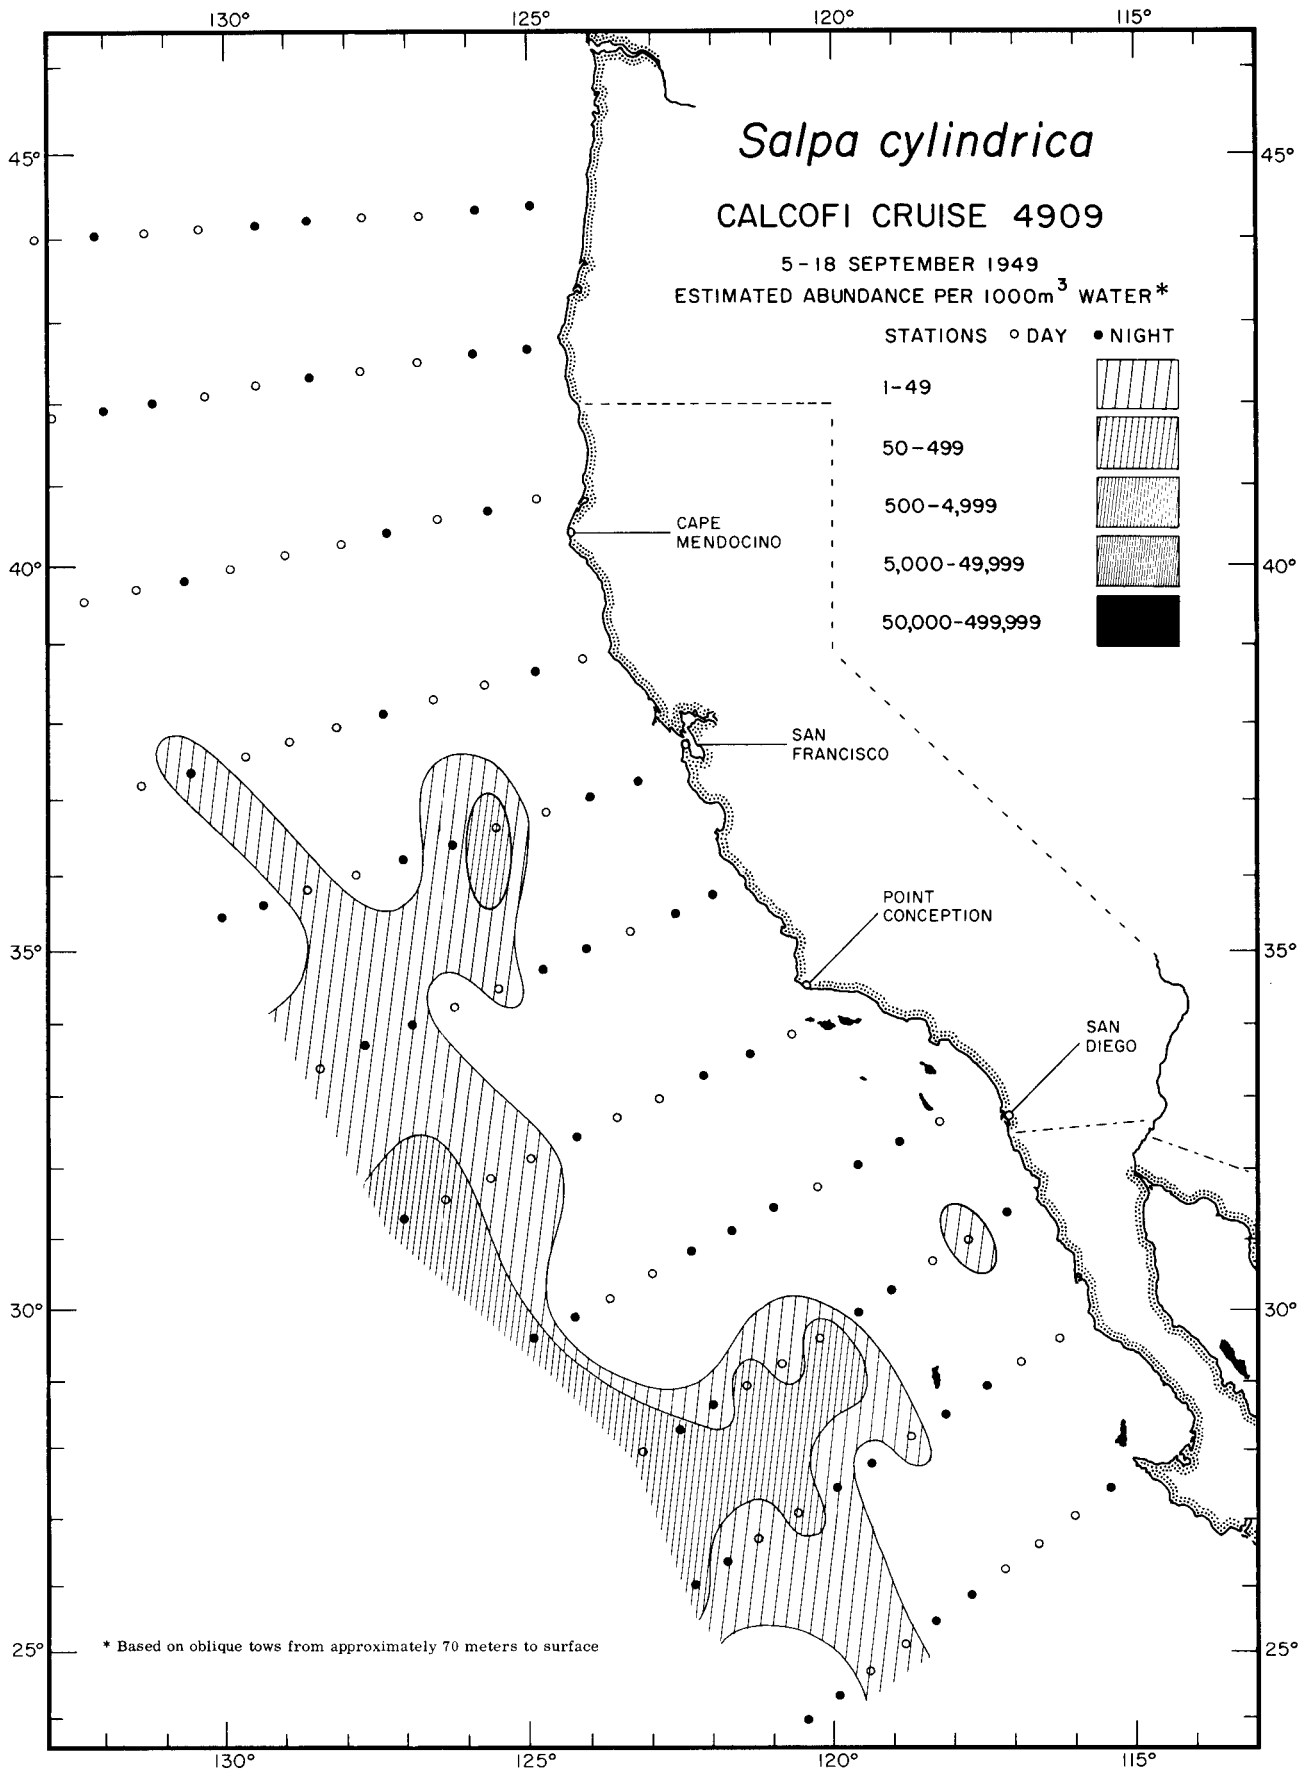 130° 125° 120° 115°
Salpa cylindrica
45° 45°
CALCOFI CRUISE 4909
5-18 SEPTEMBER 1949
ESTIMATED ABUNDANCE PER 1000m³ WATER*
STATIONS ○ DAY ● NIGHT
1-49
50-499
500-4,999
5,000-49,999
50,000-499,999
CAPE
MENDOCINO
40° 40°
SAN
FRANCISCO
POINT
CONCEPTION
35° 35°
SAN
DIEGO
30° 30°
25° 25°
* Based on oblique tows from approximately 70 meters to surface
130° 125° 120° 115°